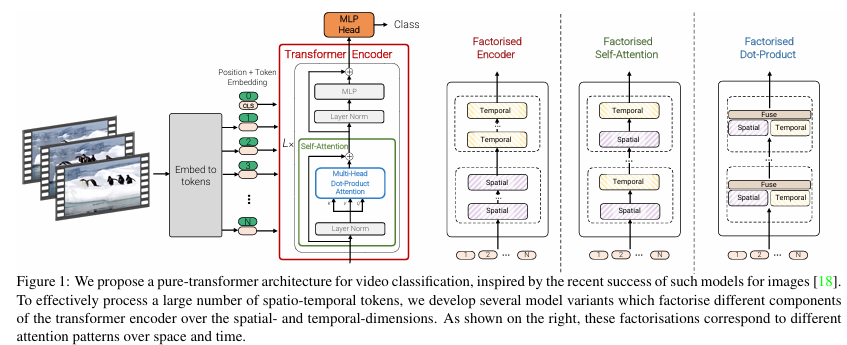 MLP
Head
Class
Transformer Encoder
Position + Token
Embedding
0
CLS
1
2
3
N
Embed to
tokens
L×
MLP
Layer Norm
Self-Attention
Multi-Head
Dot-Product
Attention
K V Q
Layer Norm
Factorised
Encoder
Temporal
...
Temporal
Spatial
...
Spatial
1 2 ... N
Factorised
Self-Attention
Temporal
Spatial
...
Temporal
Spatial
1 2 ... N
Factorised
Dot-Product
Fuse
Spatial Temporal
...
Fuse
Spatial Temporal
1 2 ... N
Figure 1: We propose a pure-transformer architecture for video classification, inspired by the recent success of such models for images [18].
To effectively process a large number of spatio-temporal tokens, we develop several model variants which factorise different components
of the transformer encoder over the spatial- and temporal-dimensions. As shown on the right, these factorisations correspond to different
attention patterns over space and time.